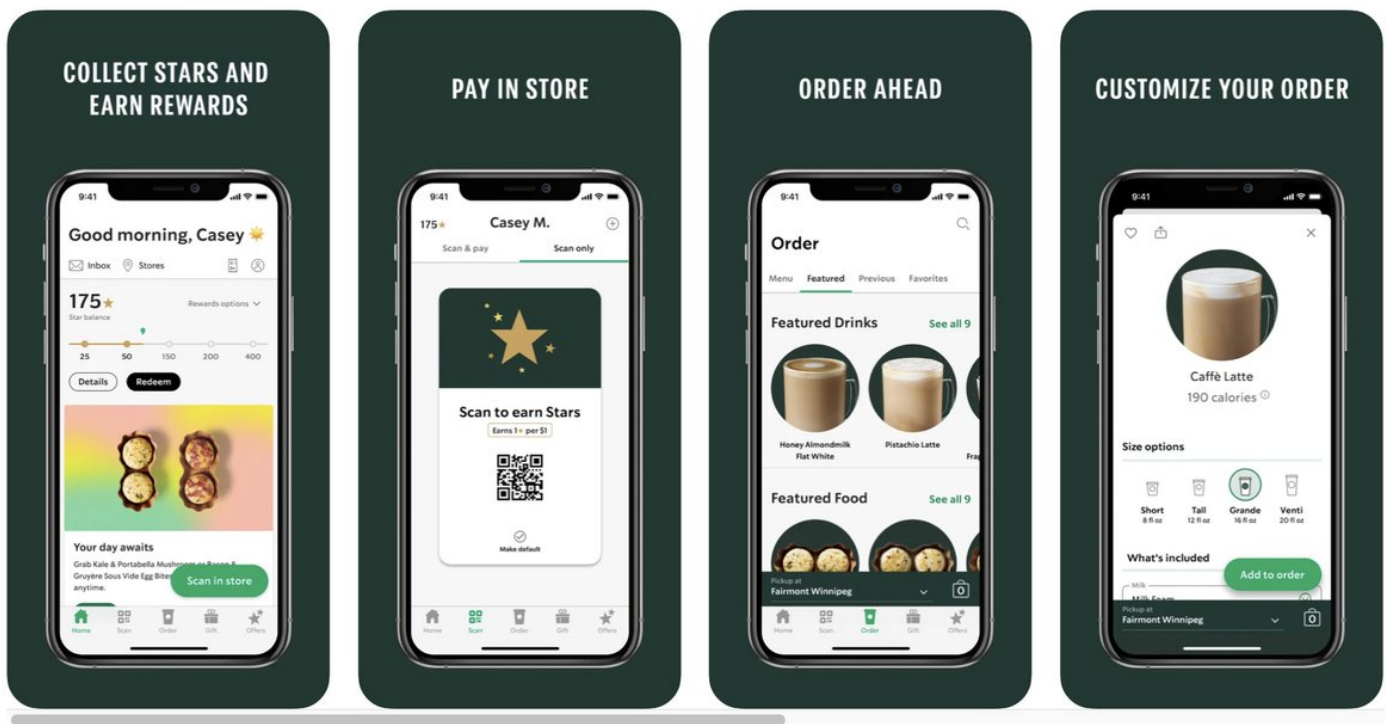 COLLECT STARS AND
EARN REWARDS
9:41
Good morning, Casey
Inbox
Stores
175
Rewards options
Star balance
25 50 150 200 400
Details
Redeem
Your day awaits
Grab Kale & Portabella
Gruyère Sous Vide Egg
anytime.
Scan in store
Home Scan Order Gift Offers
PAY IN STORE
9:41
175 Casey M.
Scan & pay
Scan only
Scan to earn Stars
Earns 1★ per $1
Make default
Home Scan Order Gift Offers
ORDER AHEAD
9:41
Order
Menu Featured Previous Favorites
Featured Drinks See all 9
Honey Almondmilk
Flat White
Pistachio Latte
Featured Food See all 9
Pickup at
Fairmont Winnipeg
0
Home Scan Order Gift Offers
CUSTOMIZE YOUR ORDER
9:41
Caffè Latte
190 calories
Size options
Short Tall Grande Venti
8 fl oz 12 fl oz 16 fl oz 20 fl oz
What's included
Milk
Milk Foam
Add to order
Pickup at
Fairmont Winnipeg
0